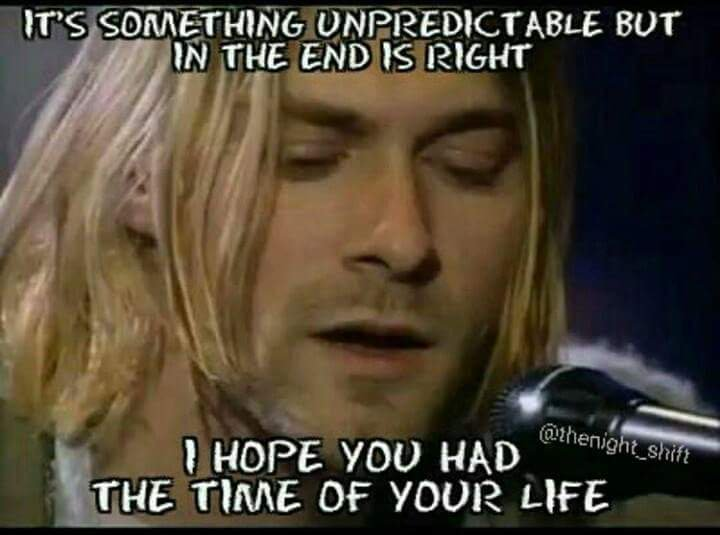 IT'S SOMETHING UNPREDICTABLE BUT
IN THE END IS RIGHT
@thenight_shift
I HOPE YOU HAD
THE TIME OF YOUR LIFE